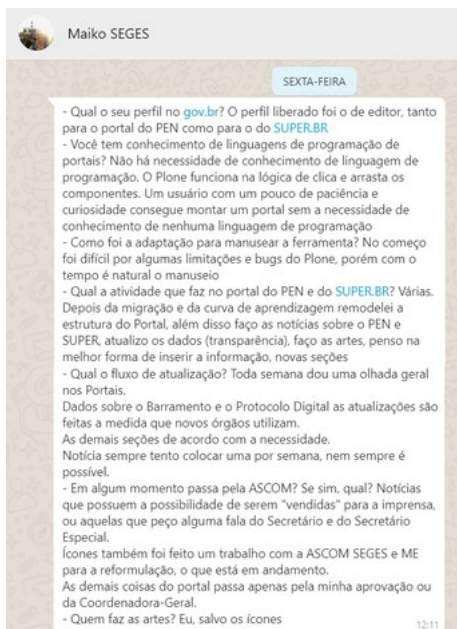 Maiko SEGES
SEXTA-FEIRA
- Qual o seu perfil no gov.br? O perfil liberado foi o de editor, tanto
para o portal do PEN como para o do SUPER.BR
- Você tem conhecimento de linguagens de programação de
portais? Não há necessidade de conhecimento de linguagem de
programação. O Plone funciona na lógica de clica e arrasta os
componentes. Um usuário com um pouco de paciência e
curiosidade consegue montar um portal sem a necessidade de
conhecimento de nenhuma linguagem de programação
- Como foi a adaptação para manusear a ferramenta? No começo
foi difícil por algumas limitações e bugs do Plone, porém com o
tempo é natural o manuseio
- Qual a atividade que faz no portal do PEN e do SUPER.BR? Várias.
Depois da migração e da curva de aprendizagem remodelei a
estrutura do Portal, além disso faço as notícias sobre o PEN e
SUPER, atualizo os dados (transparência), faço as artes, penso na
melhor forma de inserir a informação, novas seções
- Qual o fluxo de atualização? Toda semana dou uma olhada geral
nos Portais.
Dados sobre o Barramento e o Protocolo Digital as atualizações são
feitas a medida que novos órgãos utilizam.
As demais seções de acordo com a necessidade.
Notícia sempre tento colocar uma por semana, nem sempre é
possível.
- Em algum momento passa pela ASCOM? Se sim, qual? Notícias
que possuem a possibilidade de serem "vendidas" para a imprensa,
ou aquelas que peço alguma fala do Secretário e do Secretário
Especial.
Ícones também foi feito um trabalho com a ASCOM SEGES e ME
para a reformulação, o que está em andamento.
As demais coisas do portal passa apenas pela minha aprovação ou
da Coordenadora-Geral.
- Quem faz as artes? Eu, salvo os ícones
12:11